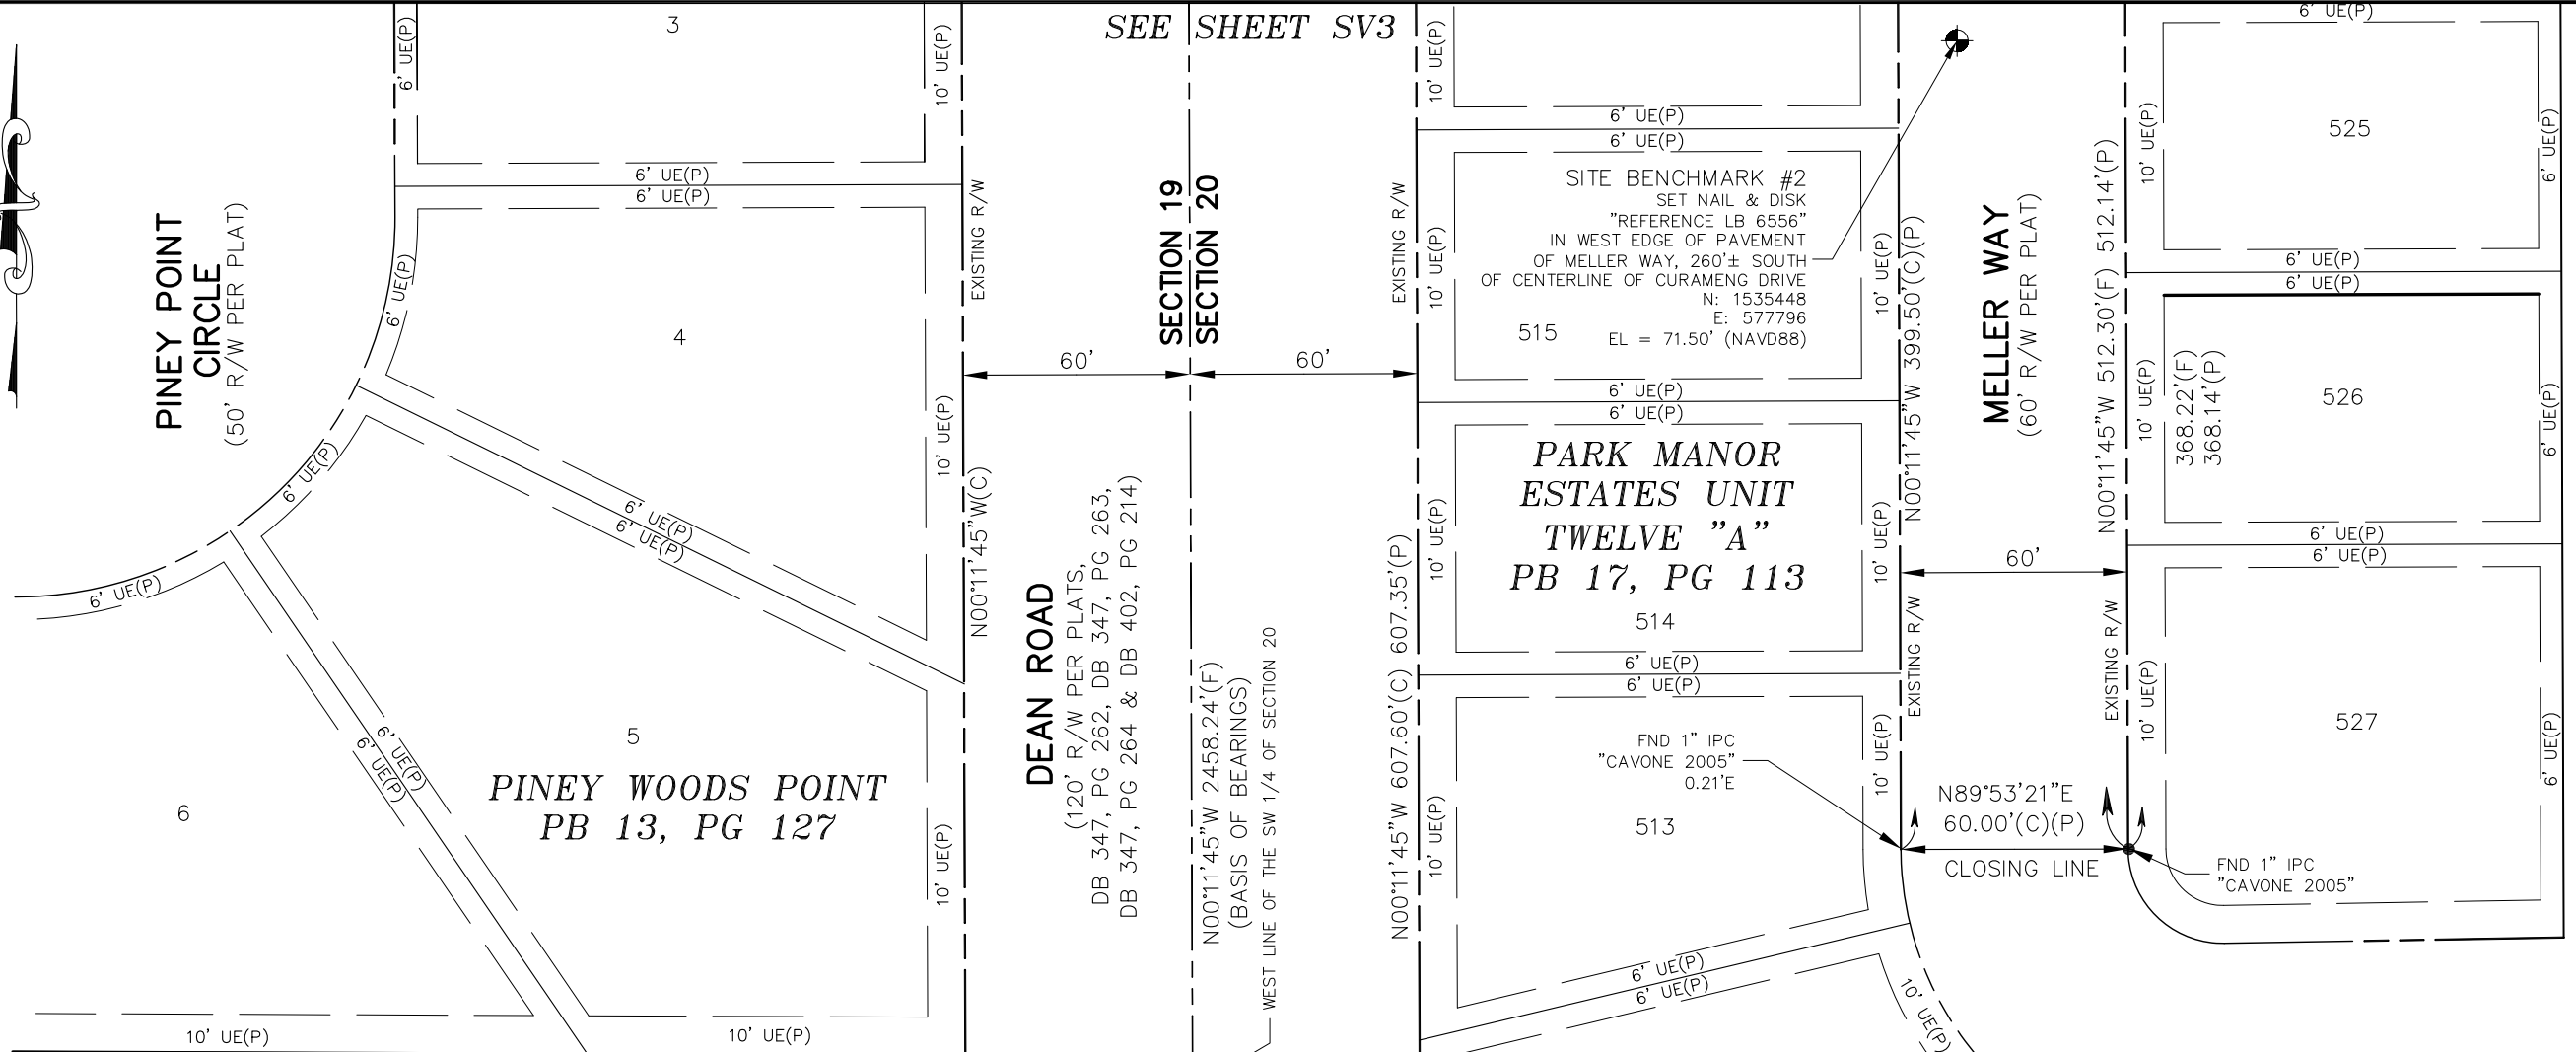 SEE SHEET SV3
3
6' UE(P)
10' UE(P)
6' UE(P)
6' UE(P)
PINEY POINT
CIRCLE
(50' R/W PER PLAT)
6' UE(P)
4
10' UE(P)
EXISTING R/W
N00°11'45"W(C)
6' UE(P)
6' UE(P)
6' UE(P)
6' UE(P)
6' UE(P)
6' UE(P)
5
PINEY WOODS POINT
PB 13, PG 127
6
10' UE(P)
10' UE(P)
10' UE(P)
10' UE(P)
SECTION 19
SECTION 20
60'
60'
DEAN ROAD
(120' R/W PER PLATS,
DB 347, PG 262, DB 347, PG 263,
DB 347, PG 264 & DB 402, PG 214)
N00°11'45"W 2458.24'(F)
(BASIS OF BEARINGS)
WEST LINE OF THE SW 1/4 OF SECTION 20
EXISTING R/W
N00°11'45"W 607.60'(C) 607.35'(P)
10' UE(P)
6' UE(P)
6' UE(P)
SITE BENCHMARK #2
SET NAIL & DISK
"REFERENCE LB 6556"
IN WEST EDGE OF PAVEMENT
OF MELLER WAY, 260'± SOUTH
OF CENTERLINE OF CURAMENG DRIVE
N: 1535448
E: 577796
EL = 71.50' (NAVD88)
515
10' UE(P)
10' UE(P)
6' UE(P)
6' UE(P)
PARK MANOR
ESTATES UNIT
TWELVE "A"
PB 17, PG 113
514
10' UE(P)
10' UE(P)
6' UE(P)
6' UE(P)
FND 1" IPC
"CAVONE 2005"
0.21'E
513
10' UE(P)
10' UE(P)
6' UE(P)
6' UE(P)
10' UE(P)
N00°11'45"W 399.50'(C)(P)
EXISTING R/W
MELLER WAY
(60' R/W PER PLAT)
60'
N89°53'21"E
60.00'(C)(P)
CLOSING LINE
N00°11'45"W 512.30'(F) 512.14'(P)
EXISTING R/W
6' UE(P)
525
10' UE(P)
6' UE(P)
6' UE(P)
6' UE(P)
10' UE(P)
368.22'(F)
368.14'(P)
526
6' UE(P)
6' UE(P)
6' UE(P)
10' UE(P)
527
6' UE(P)
FND 1" IPC
"CAVONE 2005"